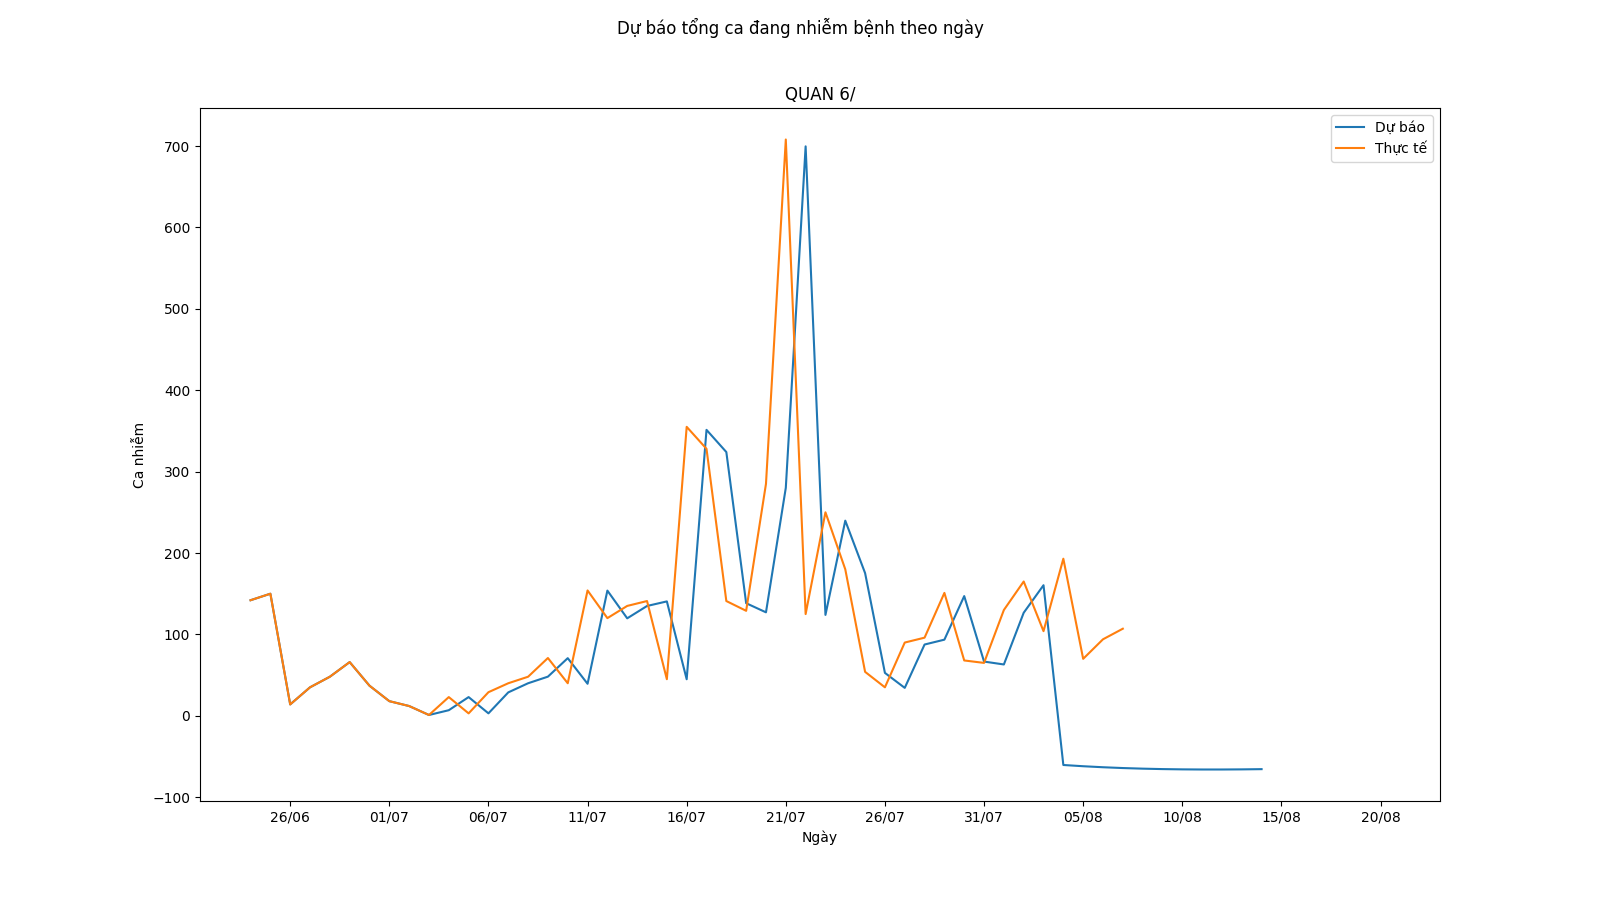 Dự báo tổng ca đang nhiễm bệnh theo ngày
QUAN 6/
Dự báo
Thực tế
700
600
500
400
300
200
100
0
−100
Ca nhiễm
26/06 01/07 06/07 11/07 16/07 21/07 26/07 31/07 05/08 10/08 15/08 20/08
Ngày